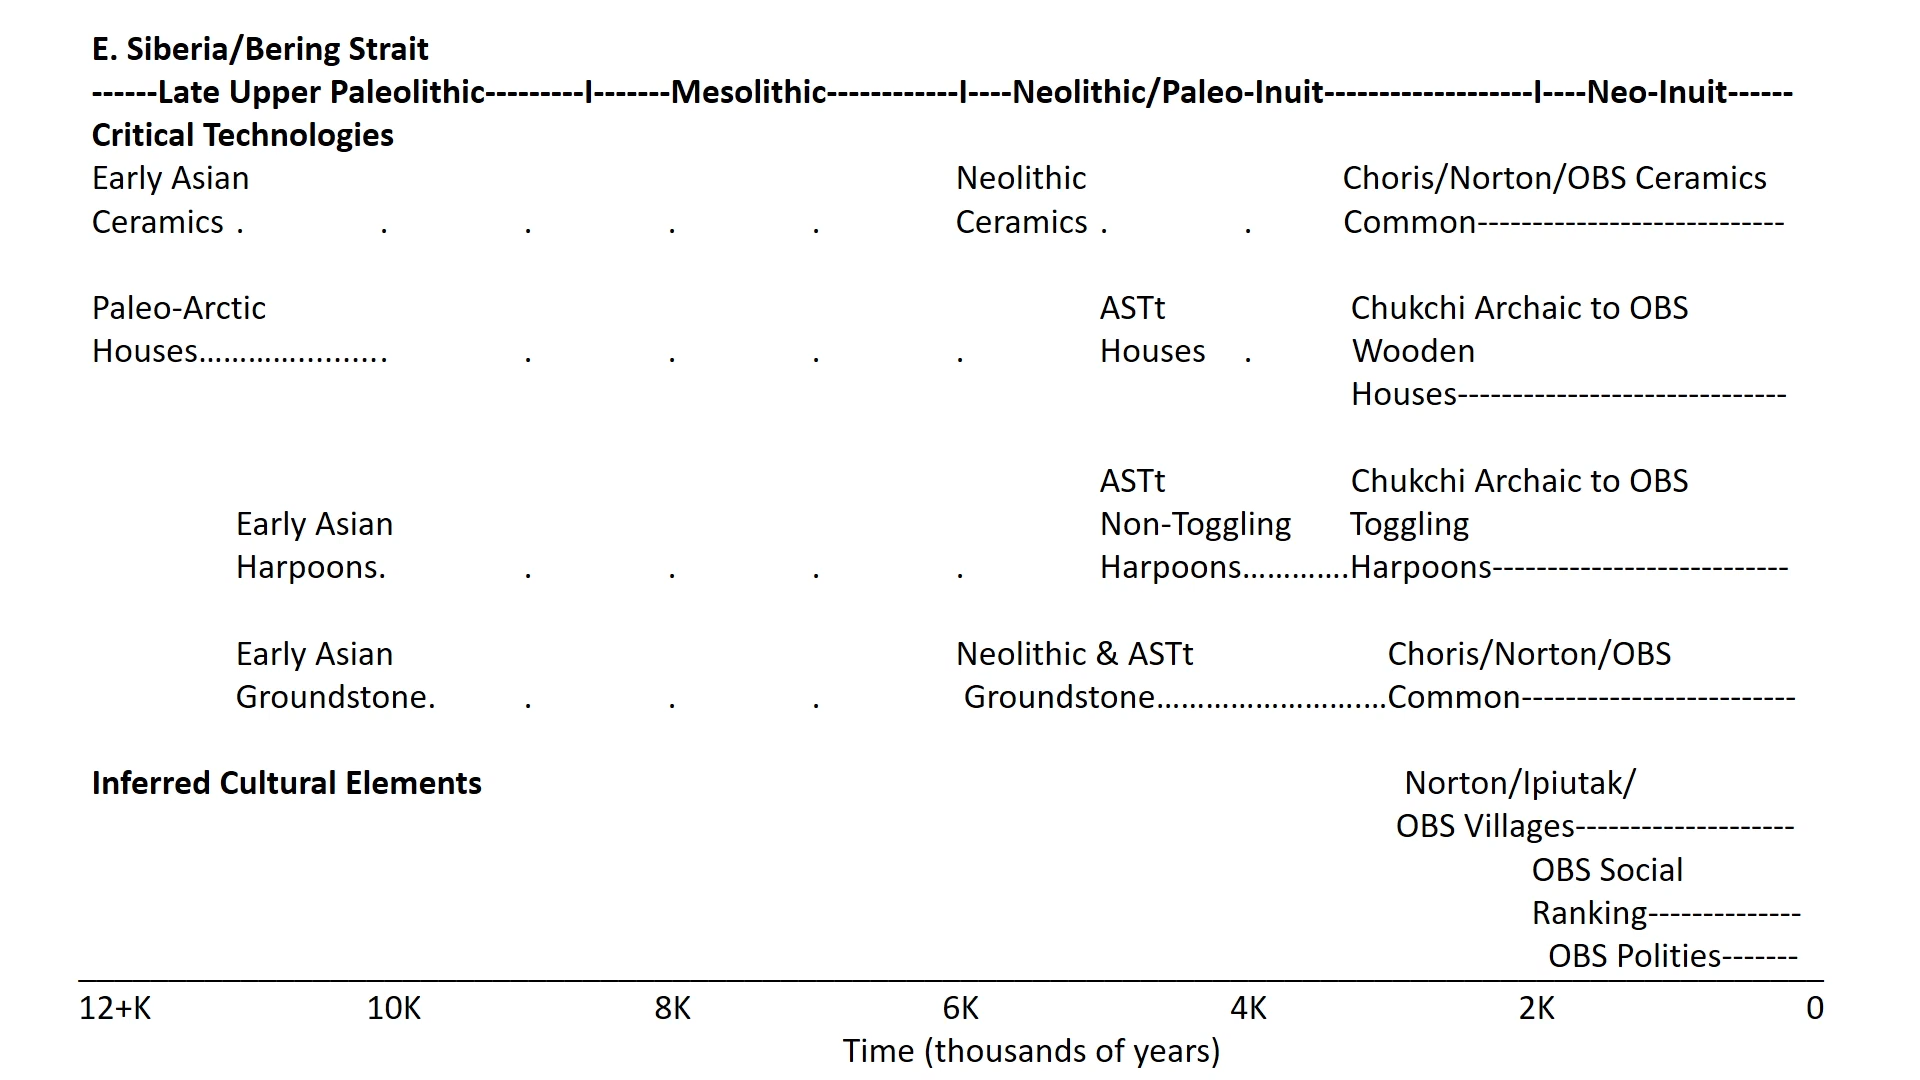 E. Siberia/Bering Strait
------Late Upper Paleolithic---------I-------Mesolithic------------I----Neolithic/Paleo-Inuit-------------------I----Neo-Inuit------
Critical Technologies
Early Asian Neolithic Choris/Norton/OBS Ceramics
Ceramics . . . . . Ceramics . . Common----------------------------
Paleo-Arctic ASTt Chukchi Archaic to OBS
Houses…………........... . . . . Houses . Wooden
Houses------------------------------
ASTt Chukchi Archaic to OBS
Early Asian Non-Toggling Toggling
Harpoons. . . . . Harpoons………….Harpoons---------------------------
Early Asian Neolithic & ASTt Choris/Norton/OBS
Groundstone. . . . Groundstone…………………….…Common-------------------------
Inferred Cultural Elements Norton/Ipiutak/
OBS Villages--------------------
OBS Social
Ranking--------------
OBS Polities-------
12+K 10K 8K 6K 4K 2K 0
Time (thousands of years)